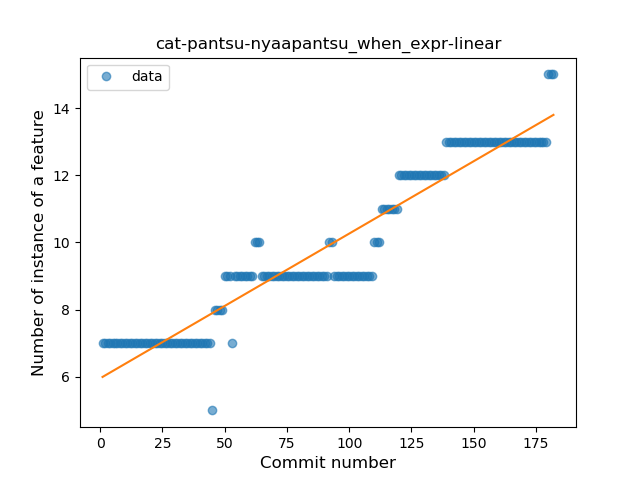 cat-pantsu-nyaapantsu_when_expr-linear
data
Number of instance of a feature
14
12
10
8
6
0 25 50 75 100 125 150 175
Commit number